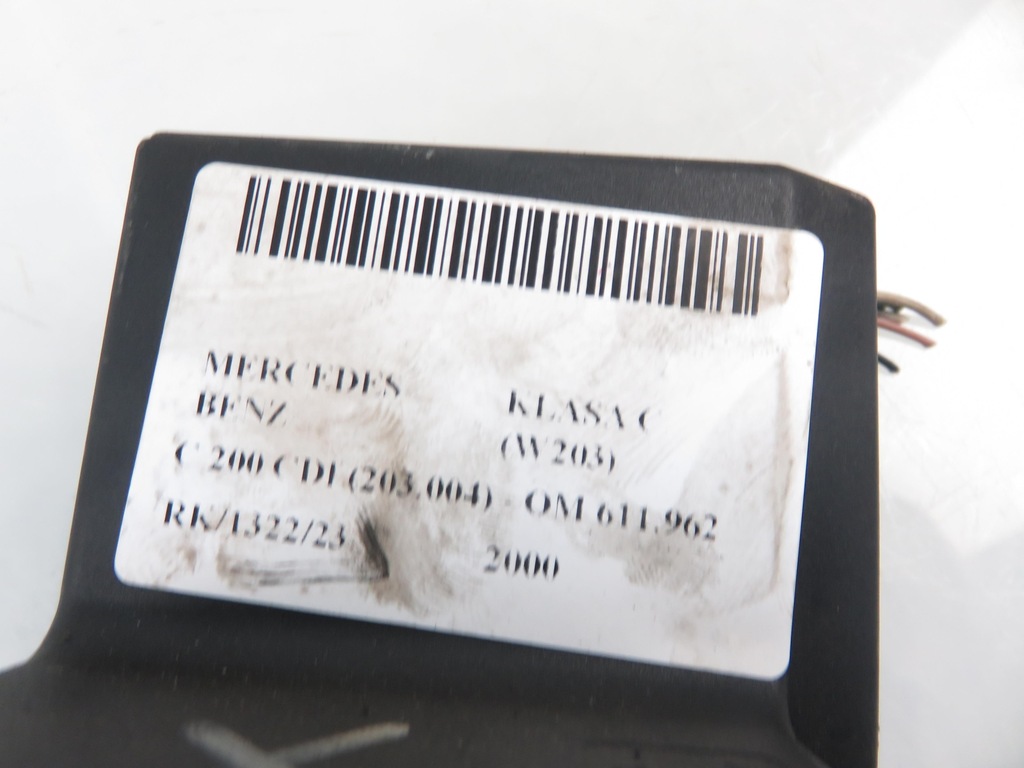 MERCEDES
BENZ
KLASA C
(W203)
C 200 CDI (203.004) - OM 611.962
RK/1322/23
2000